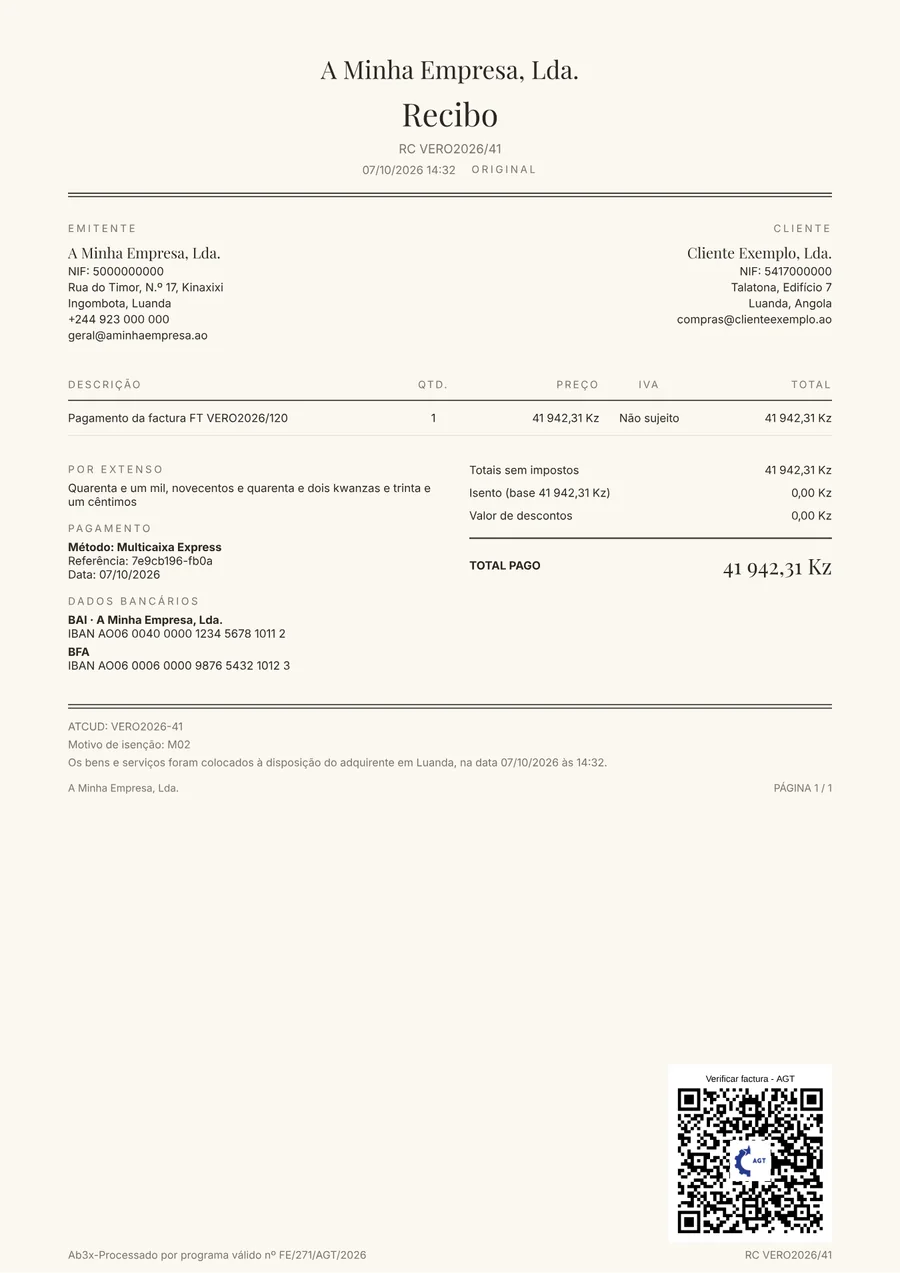 A Minha Empresa, Lda.
Recibo
RC VERO2026/41
07/10/2026 14:32 ORIGINAL
EMITENTE
A Minha Empresa, Lda.
NIF: 5000000000
Rua do Timor, N.º 17, Kinaxixi
Ingombota, Luanda
+244 923 000 000
geral@aminhaempresa.ao
CLIENTE
Cliente Exemplo, Lda.
NIF: 5417000000
Talatona, Edifício 7
Luanda, Angola
compras@clienteexemplo.ao
DESCRIÇÃO QTD. PREÇO IVA TOTAL
Pagamento da factura FT VERO2026/120 1 41 942,31 Kz Não sujeito 41 942,31 Kz
POR EXTENSO
Quarenta e um mil, novecentos e quarenta e dois kwanzas e trinta e
um cêntimos
PAGAMENTO
Método: Multicaixa Express
Referência: 7e9cb196-fb0a
Data: 07/10/2026
DADOS BANCÁRIOS
BAI · A Minha Empresa, Lda.
IBAN AO06 0040 0000 1234 5678 1011 2
BFA
IBAN AO06 0006 0000 9876 5432 1012 3
Totais sem impostos 41 942,31 Kz
Isento (base 41 942,31 Kz) 0,00 Kz
Valor de descontos 0,00 Kz
TOTAL PAGO 41 942,31 Kz
ATCUD: VERO2026-41
Motivo de isenção: M02
Os bens e serviços foram colocados à disposição do adquirente em Luanda, na data 07/10/2026 às 14:32.
A Minha Empresa, Lda. PÁGINA 1 / 1
Verificar factura - AGT
AGT
Ab3x-Processado por programa válido nº FE/271/AGT/2026 RC VERO2026/41